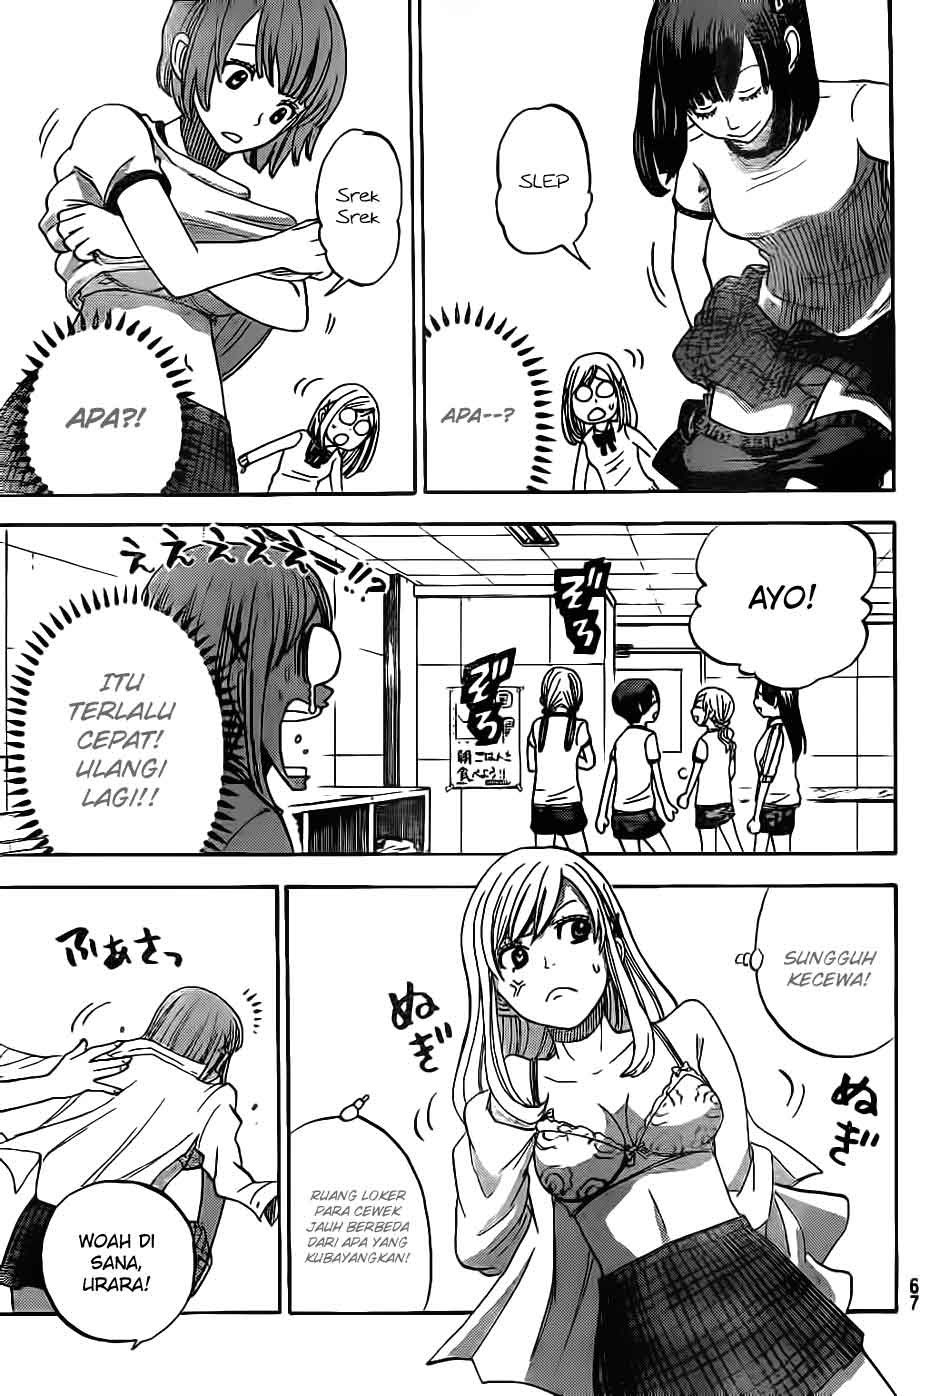 SLEP
APA--?
Srek
Srek
APA?!
AYO!
ぞろ
ぞろ
朝ごはんを
食べよう!!
えええええええ=!!?
ITU
TERLALU
CEPAT!
ULANGI
LAGI!!
SUNGGUH
KECEWA!
ぬぎ
ぬぎ
RUANG LOKER
PARA CEWEK
JAUH BERBEDA
DARI APA YANG
KUBAYANGKAN!
ふぁさっ
WOAH DI
SANA,
URARA!
67